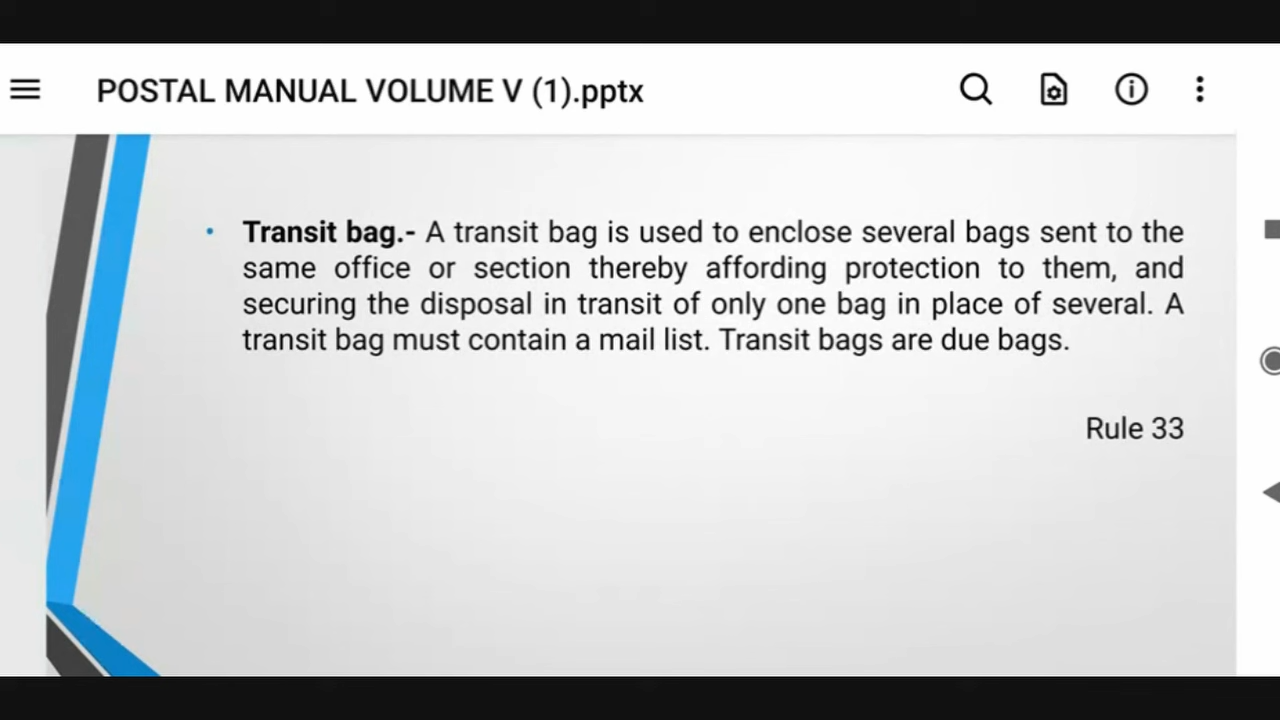 POSTAL MANUAL VOLUME V (1).pptx
• Transit bag.- A transit bag is used to enclose several bags sent to the
same office or section thereby affording protection to them, and
securing the disposal in transit of only one bag in place of several. A
transit bag must contain a mail list. Transit bags are due bags.
Rule 33